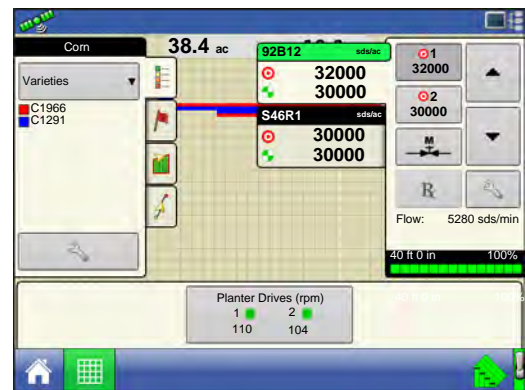 Corn
38.4 ac
Varieties
C1966
C1291
92B12 sds/ac
32000
30000
S46R1 sds/ac
30000
30000
1
32000
2
30000
M
R
Flow: 5280 sds/min
40 ft 0 in 100%
Planter Drives (rpm)
1 2
110 104